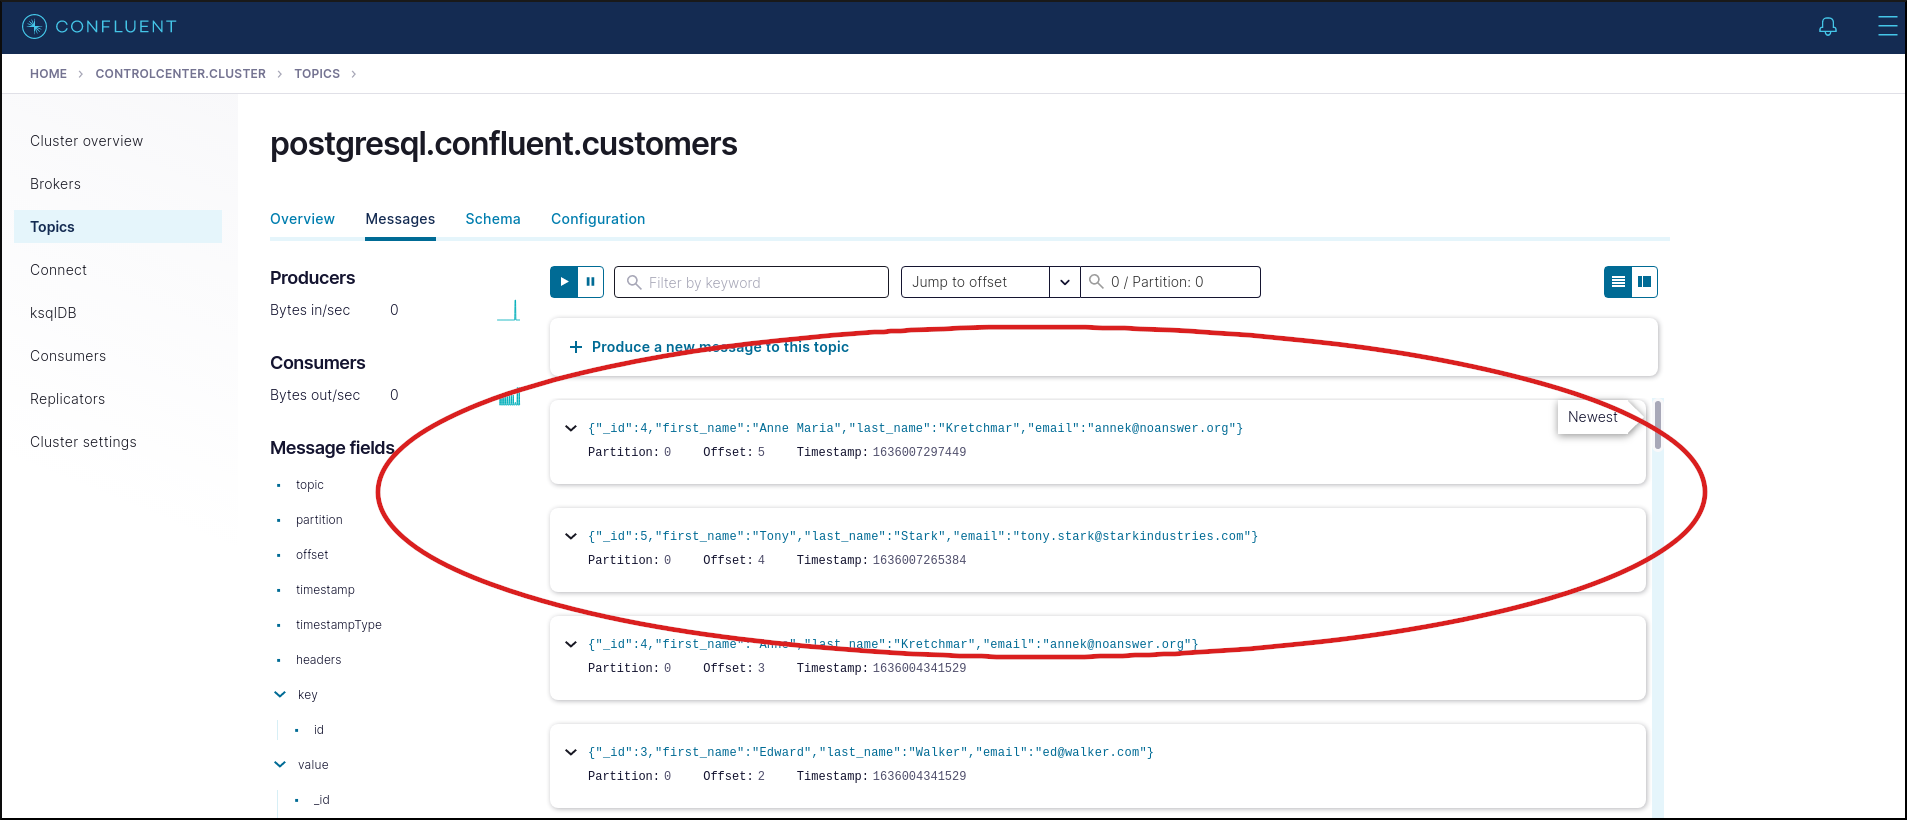 CONFLUENT
HOME > CONTROLCENTER.CLUSTER > TOPICS >
Cluster overview
Brokers
Topics
Connect
ksqlDB
Consumers
Replicators
Cluster settings
postgresql.confluent.customers
Overview Messages Schema Configuration
Producers
Bytes in/sec 0
Consumers
Bytes out/sec 0
Message fields
topic
partition
offset
timestamp
timestampType
headers
key
id
value
_id
Filter by keyword
Jump to offset
0 / Partition: 0
+ Produce a new message to this topic
Newest
{"_id":4,"first_name":"Anne Maria","last_name":"Kretchmar","email":"annek@noanswer.org"}
Partition: 0 Offset: 5 Timestamp: 1636007297449
{"_id":5,"first_name":"Tony","last_name":"Stark","email":"tony.stark@starkindustries.com"}
Partition: 0 Offset: 4 Timestamp: 1636007265384
{"_id":4,"first_name":"Anne","last_name":"Kretchmar","email":"annek@noanswer.org"}
Partition: 0 Offset: 3 Timestamp: 1636004341529
{"_id":3,"first_name":"Edward","last_name":"Walker","email":"ed@walker.com"}
Partition: 0 Offset: 2 Timestamp: 1636004341529